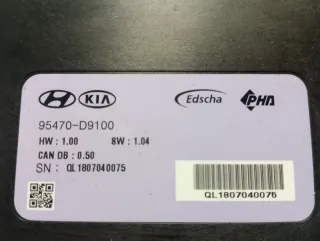 KIA Edscha PHA
95470-D9100
HW : 1.00 SW : 1.04
CAN DB : 0.50
SN : QL1807040075
QL1807040075